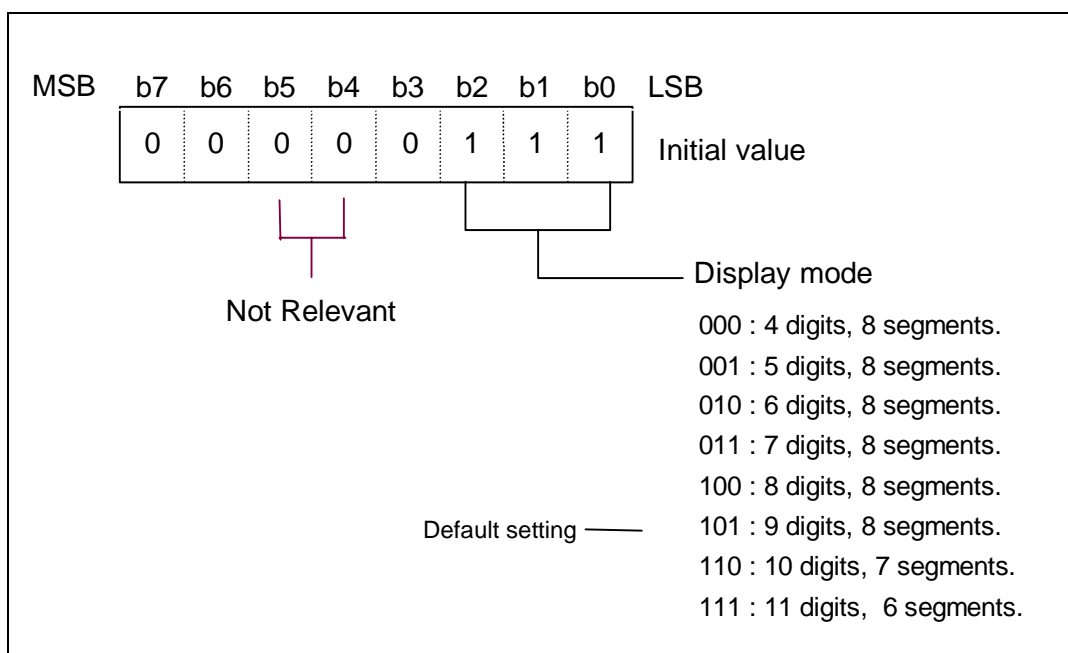 MSB b7 b6 b5 b4 b3 b2 b1 b0 LSB
0 0 0 0 0 1 1 1 Initial value
Display mode
Not Relevant
000 : 4 digits, 8 segments.
001 : 5 digits, 8 segments.
010 : 6 digits, 8 segments.
011 : 7 digits, 8 segments.
100 : 8 digits, 8 segments.
Default setting 101 : 9 digits, 8 segments.
110 : 10 digits, 7 segments.
111 : 11 digits, 6 segments.